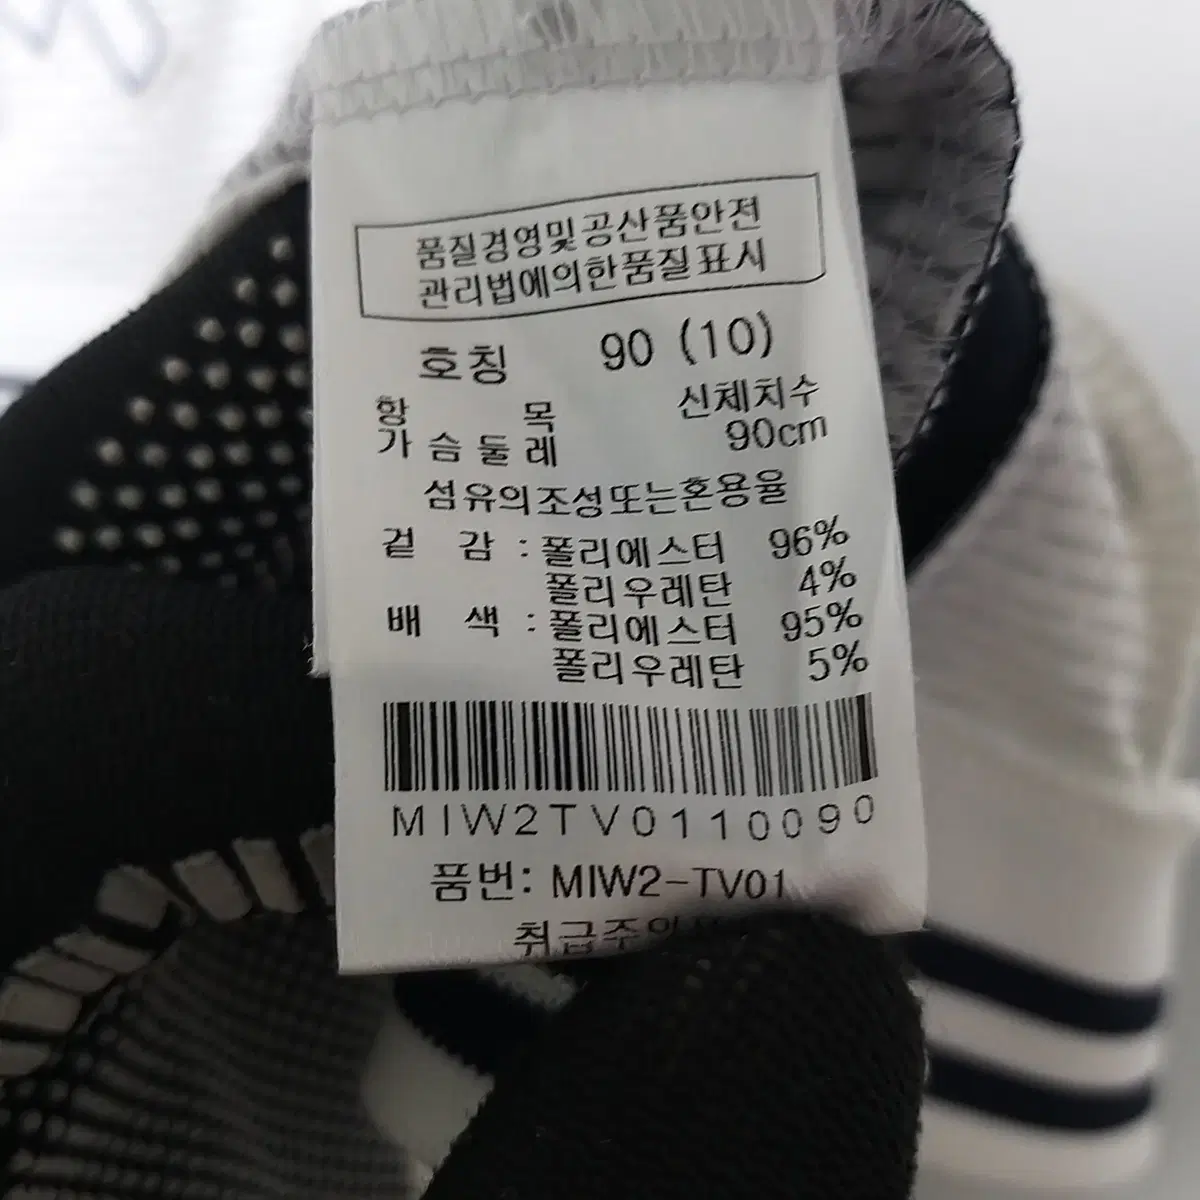 품질경영및공산품안전
관리법에의한품질표시
호칭 90 (10)
항 목 신체치수
가슴둘레 90cm
섬유의조성또는혼용율
겉 감 : 폴리에스터 96%
폴리우레탄 4%
배 색 : 폴리에스터 95%
폴리우레탄 5%
MIW2TV0110090
품번: MIW2-TV01